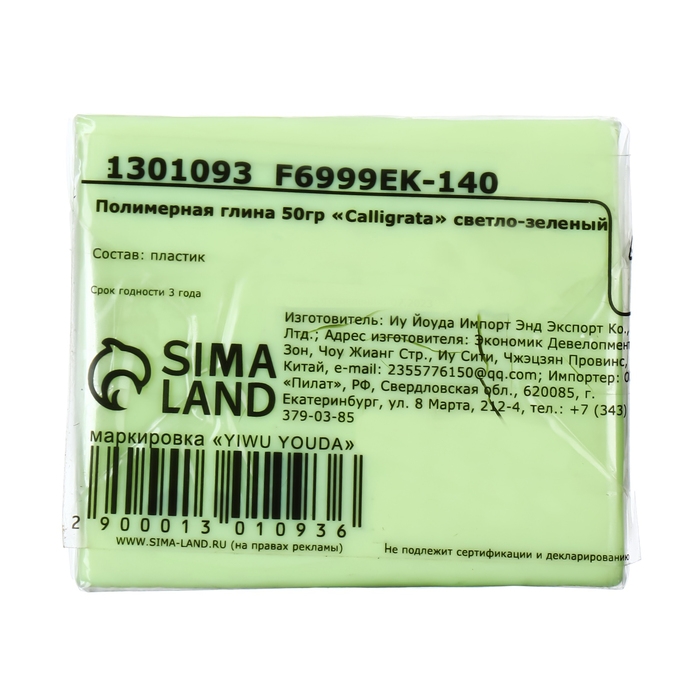 1301093 F6999EK-140
Полимерная глина 50гр «Calligrata» светло-зеленый
Состав: пластик
Срок годности 3 года
SIMA
LAND
Изготовитель: Иу Йоуда Импорт Энд Экспорт Ко.,
Лтд.; Адрес изготовителя: Экономик Девелопмент
Зон, Чоу Жианг Стр., Иу Сити, Чжэцзян Провинс,
Китай, e-mail: 2355776150@qq.com; Импортер:
«Пилат», РФ, Свердловская обл., 620085, г.
Екатеринбург, ул. 8 Марта, 212-4, тел.: +7 (343)
379-03-85
маркировка «YIWU YOUDA»
2 900013 010936
WWW.SIMA-LAND.RU (на правах рекламы)
Не подлежит сертификации и декларированию